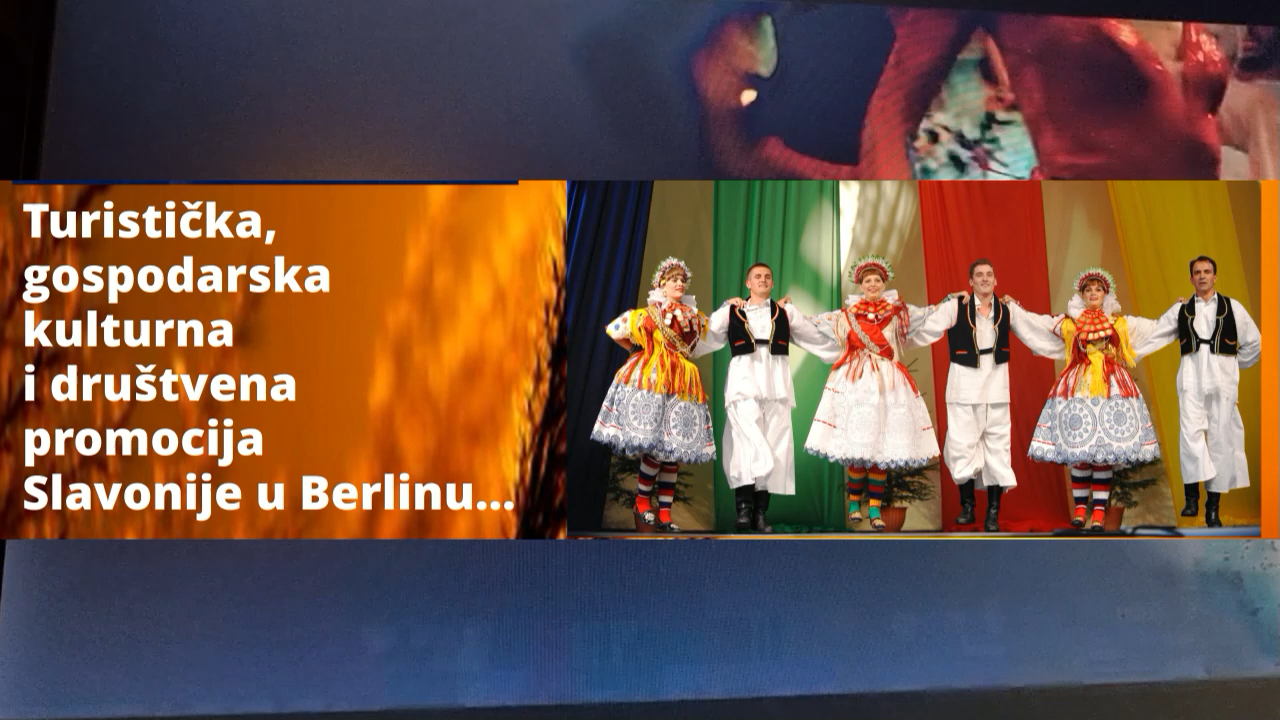 Turistička,
gospodarska
kulturna
i društvena
promocija
Slavonije u Berlinu...